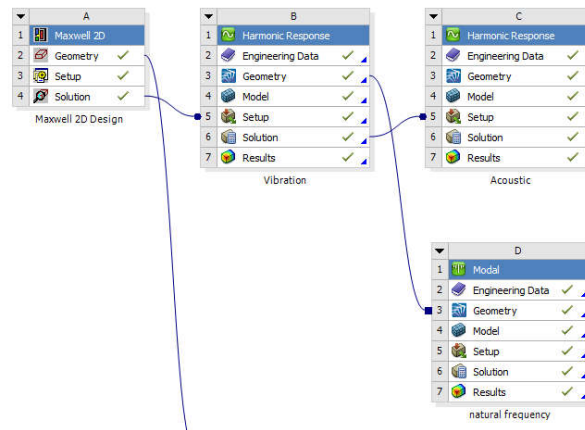 A
1 Maxwell 2D
2 Geometry
3 Setup
4 Solution
Maxwell 2D Design
B
1 Harmonic Response
2 Engineering Data
3 Geometry
4 Model
5 Setup
6 Solution
7 Results
Vibration
C
1 Harmonic Response
2 Engineering Data
3 Geometry
4 Model
5 Setup
6 Solution
7 Results
Acoustic
D
1 Modal
2 Engineering Data
3 Geometry
4 Model
5 Setup
6 Solution
7 Results
natural frequency